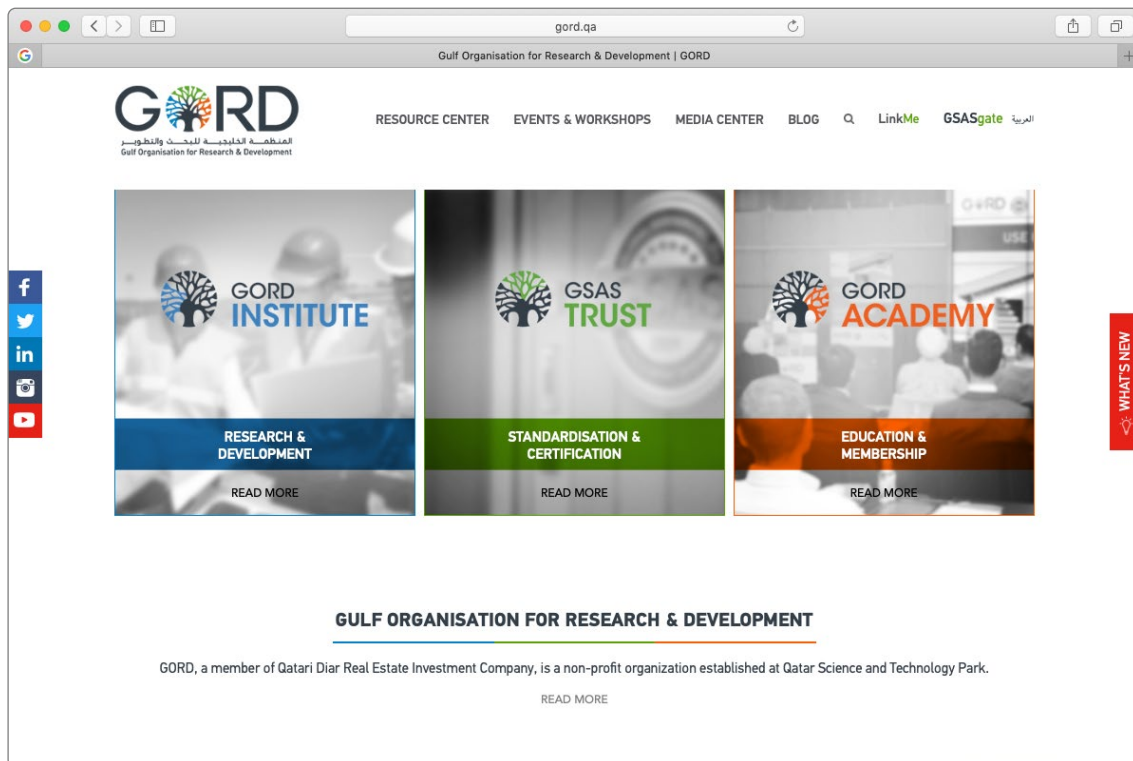 gord.qa
Gulf Organisation for Research & Development | GORD
GORD
المنظمة الخليجية للبحث والتطوير
Gulf Organisation for Research & Development
RESOURCE CENTER EVENTS & WORKSHOPS MEDIA CENTER BLOG LinkMe GSASgate العربية
GORD
INSTITUTE
RESEARCH &
DEVELOPMENT
READ MORE
GSAS
TRUST
STANDARDISATION &
CERTIFICATION
READ MORE
GORD
USE
GORD
ACADEMY
EDUCATION &
MEMBERSHIP
READ MORE
WHAT'S NEW
GULF ORGANISATION FOR RESEARCH & DEVELOPMENT
GORD, a member of Qatari Diar Real Estate Investment Company, is a non-profit organization established at Qatar Science and Technology Park.
READ MORE